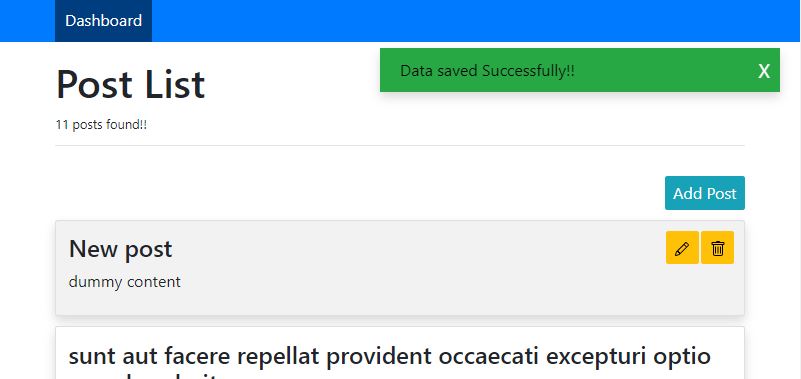 Dashboard
Data saved Successfully!!
X
Post List
11 posts found!!
Add Post
New post
dummy content
sunt aut facere repellat provident occaecati excepturi optio